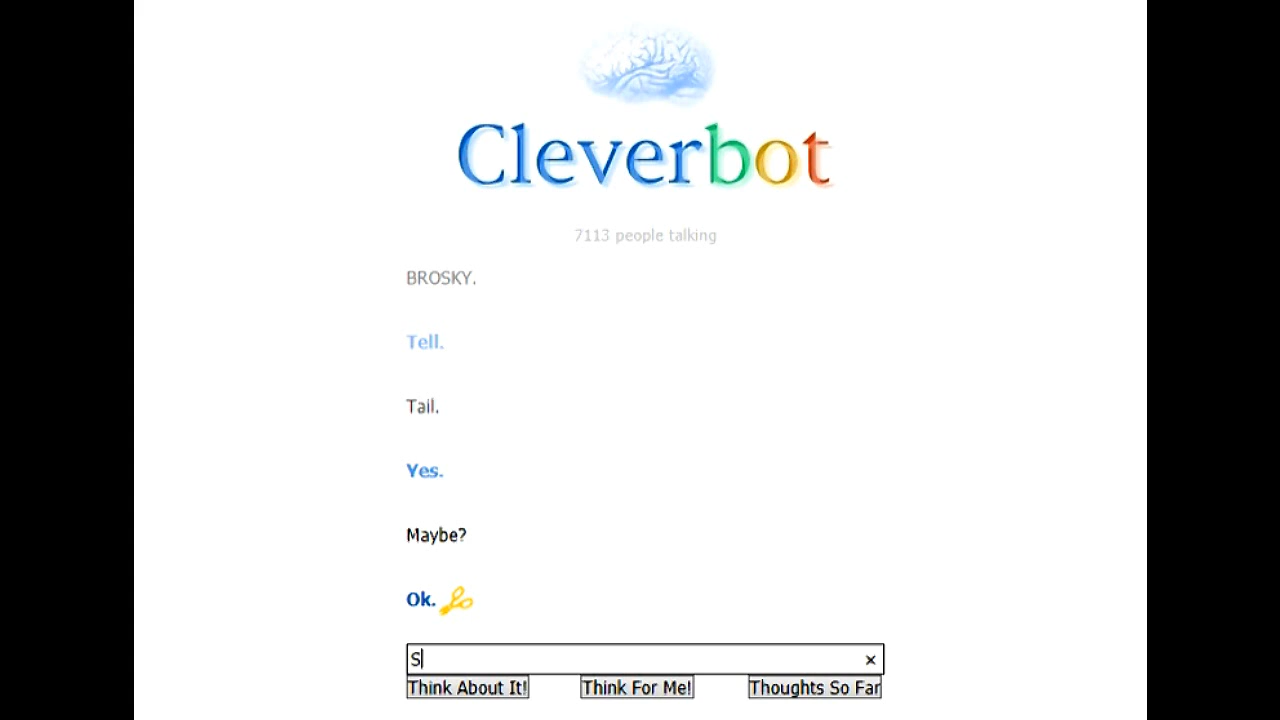 Cleverbot
7113 people talking
BROSKY.
Tell.
Tail.
Yes.
Maybe?
Ok.
S
×
Think About It! Think For Me! Thoughts So Far